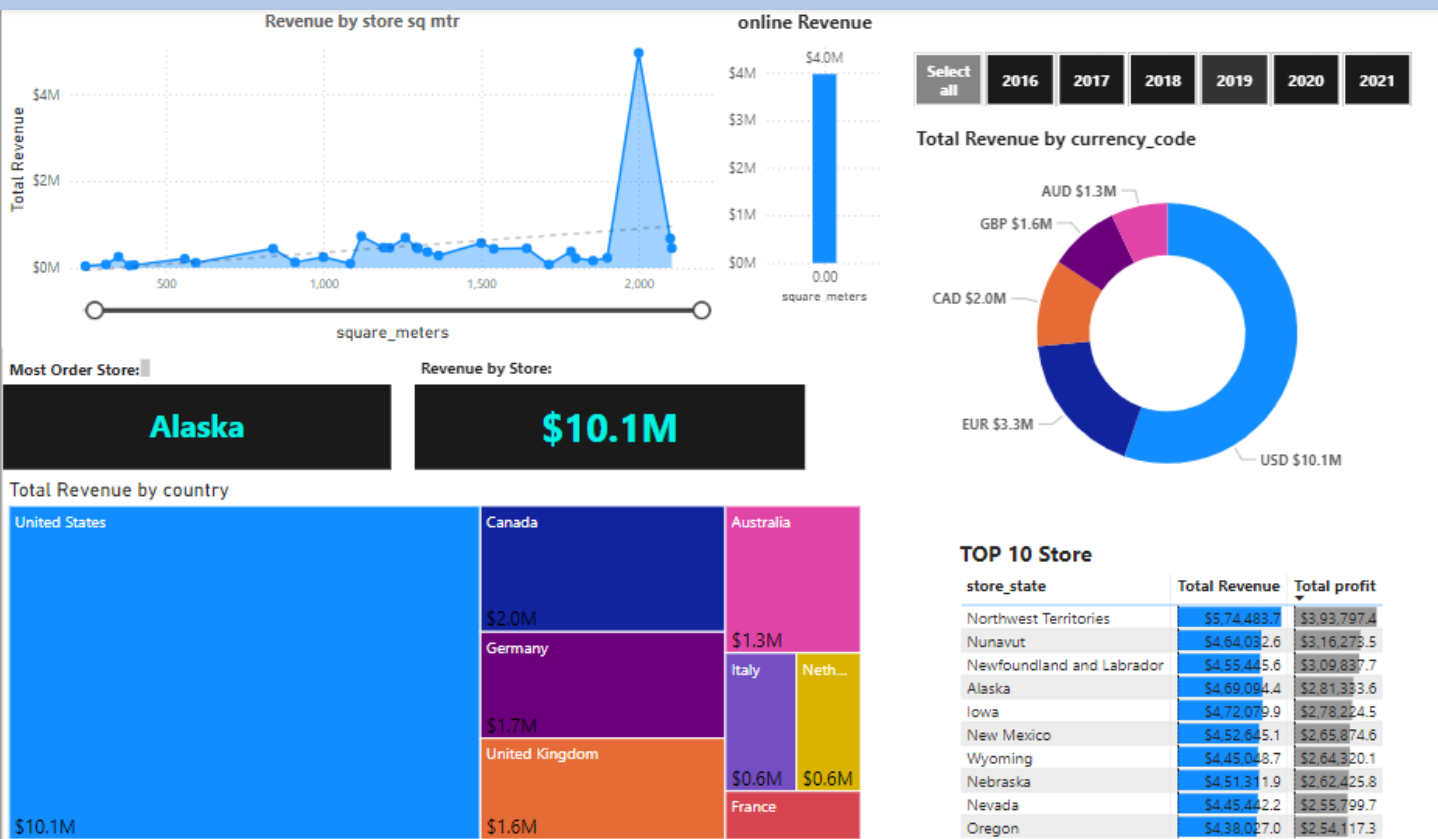 Revenue by store sq mtr
Total Revenue
$4M
$2M
$0M
500
1,000
1,500
2,000
square_meters
online Revenue
$4.0M
$4M
$3M
$2M
$1M
$0M
0.00
square_meters
Select all
2016
2017
2018
2019
2020
2021
Total Revenue by currency_code
AUD $1.3M
GBP $1.6M
CAD $2.0M
EUR $3.3M
USD $10.1M
Most Order Store:
Alaska
Revenue by Store:
$10.1M
Total Revenue by country
United States
$10.1M
Canada
$2.0M
Germany
$1.7M
United Kingdom
$1.6M
Australia
$1.3M
Italy
$0.6M
Neth...
$0.6M
France
TOP 10 Store
store_state Total Revenue Total profit
Northwest Territories $5,74,483.7 $3,93,797.4
Nunavut $4,64,032.6 $3,16,273.5
Newfoundland and Labrador $4,55,445.6 $3,09,837.7
Alaska $4,69,094.4 $2,81,333.6
Iowa $4,72,079.9 $2,78,224.5
New Mexico $4,52,645.1 $2,65,874.6
Wyoming $4,45,048.7 $2,64,320.1
Nebraska $4,51,311.9 $2,62,425.8
Nevada $4,45,442.2 $2,55,799.7
Oregon $4,38,027.0 $2,54,117.3